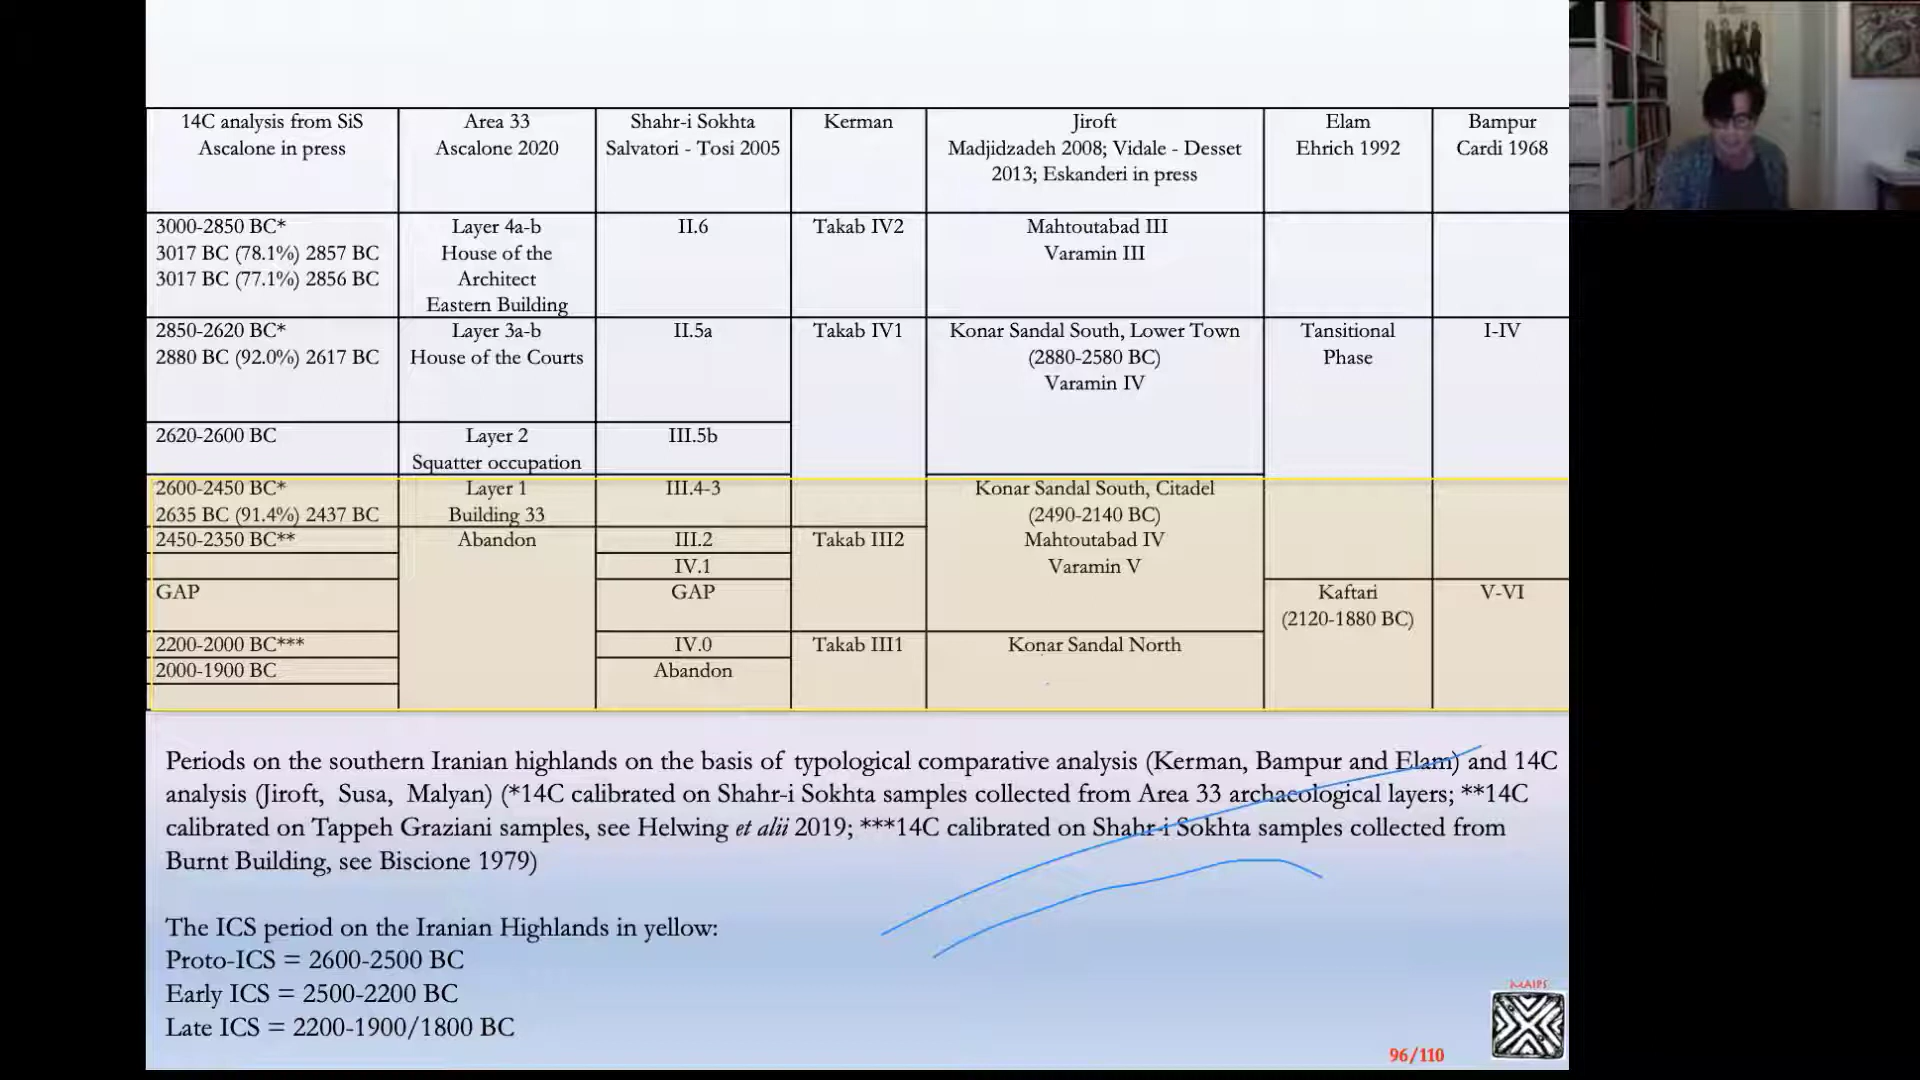 14C analysis from SiS
Ascalone in press
Area 33
Ascalone 2020
Shahr-i Sokhta
Salvatori - Tosi 2005
Kerman
Jiroft
Madjidzadeh 2008; Vidale - Desset
2013; Eskanderi in press
Elam
Ehrich 1992
Bampur
Cardi 1968
3000-2850 BC*
3017 BC (78.1%) 2857 BC
3017 BC (77.1%) 2856 BC
Layer 4a-b
House of the
Architect
Eastern Building
II.6
Takab IV2
Mahtoutabad III
Varamin III
2850-2620 BC*
2880 BC (92.0%) 2617 BC
Layer 3a-b
House of the Courts
II.5a
Takab IV1
Konar Sandal South, Lower Town
(2880-2580 BC)
Varamin IV
Tansitional
Phase
I-IV
2620-2600 BC
Layer 2
Squatter occupation
III.5b
2600-2450 BC*
2635 BC (91.4%) 2437 BC
Layer 1
Building 33
III.4-3
Konar Sandal South, Citadel
(2490-2140 BC)
Mahtoutabad IV
Varamin V
2450-2350 BC**
Abandon
III.2
Takab III2
IV.1
GAP
GAP
Kaftari
(2120-1880 BC)
V-VI
2200-2000 BC***
IV.0
Takab III1
Konar Sandal North
2000-1900 BC
Abandon
Periods on the southern Iranian highlands on the basis of typological comparative analysis (Kerman, Bampur and Elam) and 14C
analysis (Jiroft, Susa, Malyan) (*14C calibrated on Shahr-i Sokhta samples collected from Area 33 archaeological layers; **14C
calibrated on Tappeh Graziani samples, see Helwing et alii 2019; ***14C calibrated on Shahr-i Sokhta samples collected from
Burnt Building, see Biscione 1979)
The ICS period on the Iranian Highlands in yellow:
Proto-ICS = 2600-2500 BC
Early ICS = 2500-2200 BC
Late ICS = 2200-1900/1800 BC
MAIPS
96/110